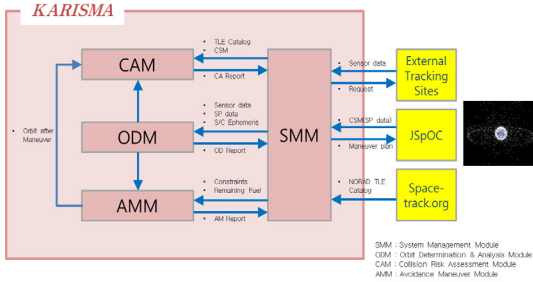 KARISMA
• TLE Catalog
• CSM
CAM
• CA Report
• Sensor data
• Request
External
Tracking
Sites
• Sensor data
• SP data
• S/C Ephemeris
• Orbit after
Maneuver
ODM
• OD Report
SMM
• CSM(SP data)
• Maneuver plan
JSpOC
• Constraints
• Remaining Fuel
AMM
• AM Report
• NORAD TLE
Catalog
Space-
track.org
SMM : System Management Module
ODM : Orbit Determination & Analysis Module
CAM : Collision Risk Assessment Module
AMM : Avoidance Maneuver Module